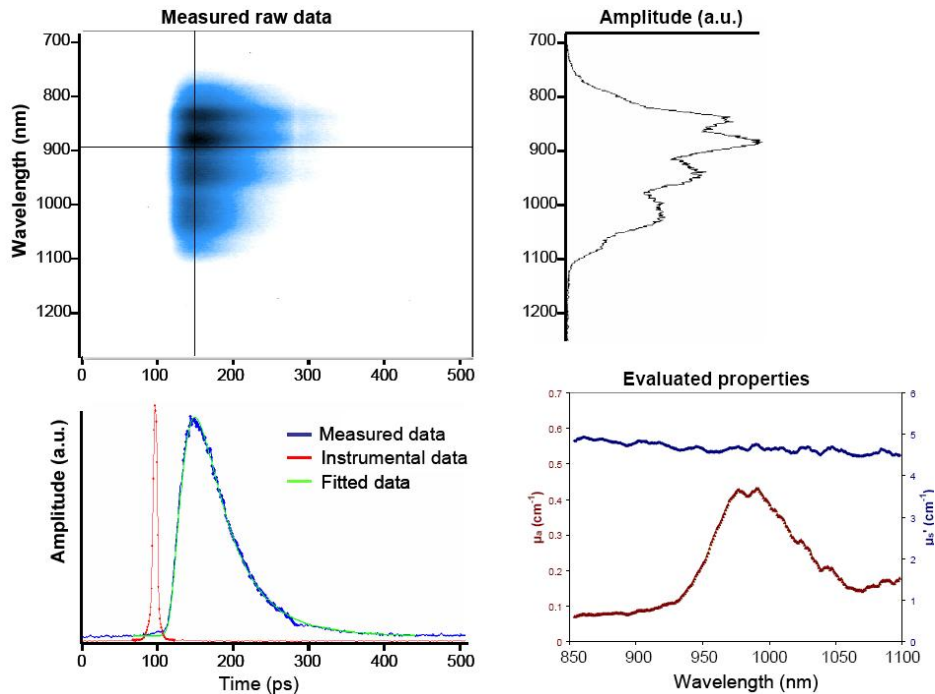 Measured raw data
Wavelength (nm)
700
800
900
1000
1100
1200
0 100 200 300 400 500
Amplitude (a.u.)
700
800
900
1000
1100
1200
Amplitude (a.u.)
Measured data
Instrumental data
Fitted data
0 100 200 300 400 500
Time (ps)
Evaluated properties
μa (cm-1)
0.7
0.6
0.5
0.4
0.3
0.2
0.1
0
6
5
4
3
2
1
0
μs' (cm-1)
850 900 950 1000 1050 1100
Wavelength (nm)